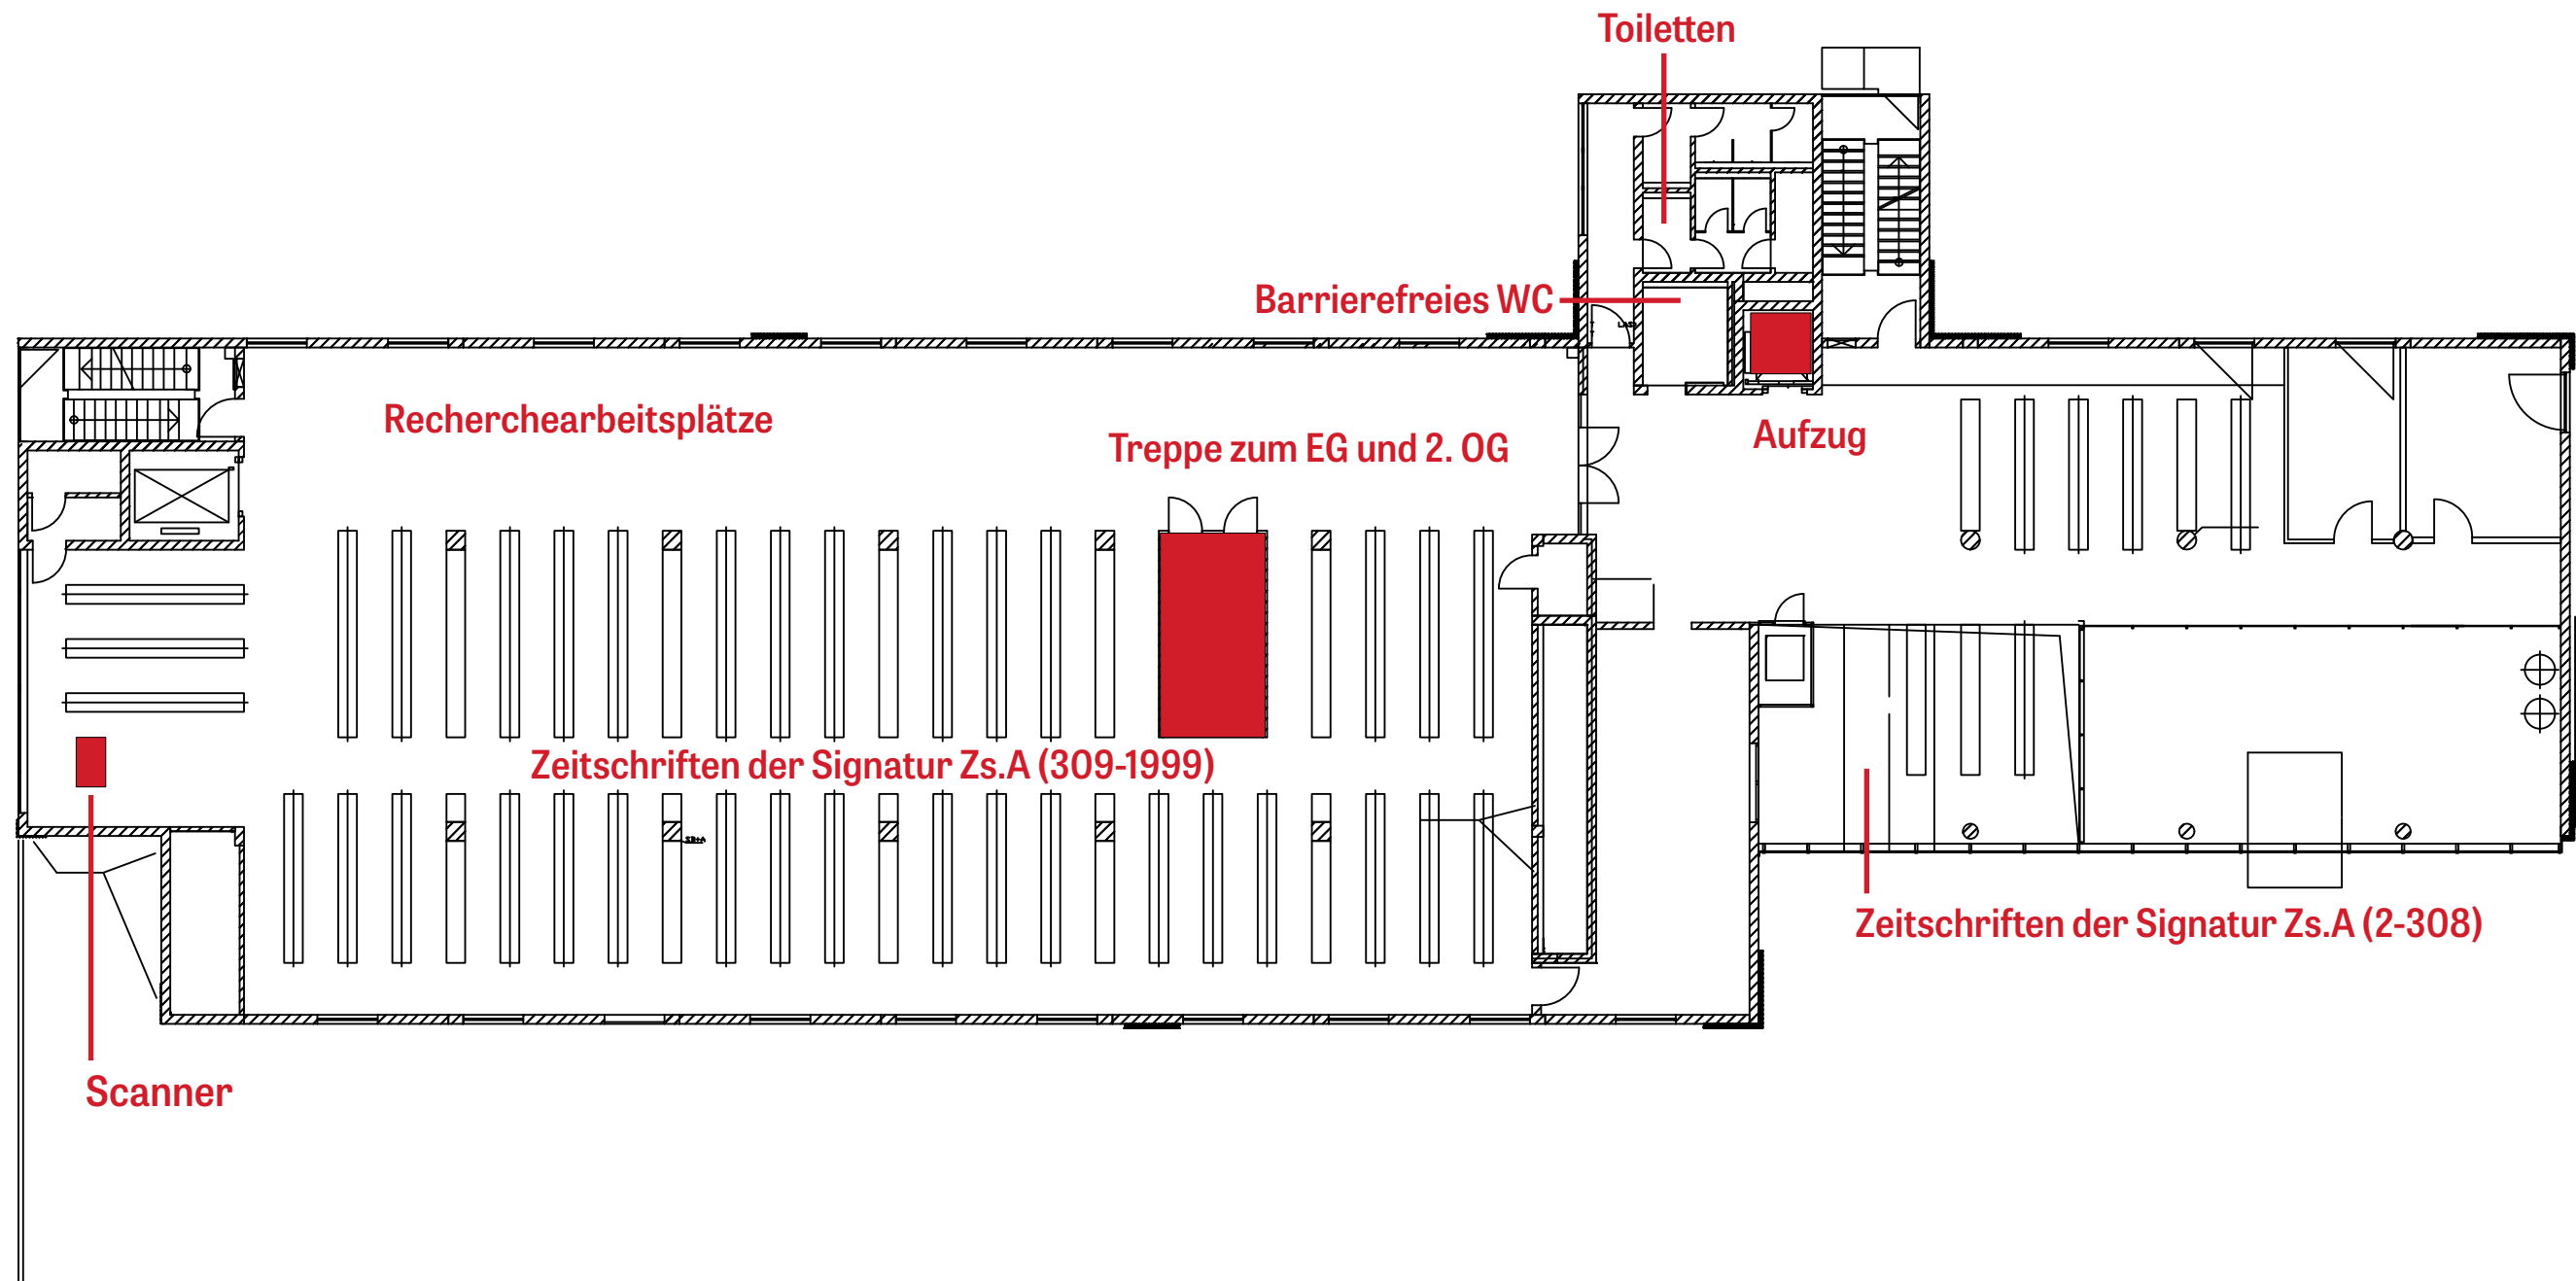 Toiletten
Barrierefreies WC
Recherchearbeitsplätze
Treppe zum EG und 2. OG
Aufzug
Zeitschriften der Signatur Zs.A (309-1999)
Zeitschriften der Signatur Zs.A (2-308)
Scanner